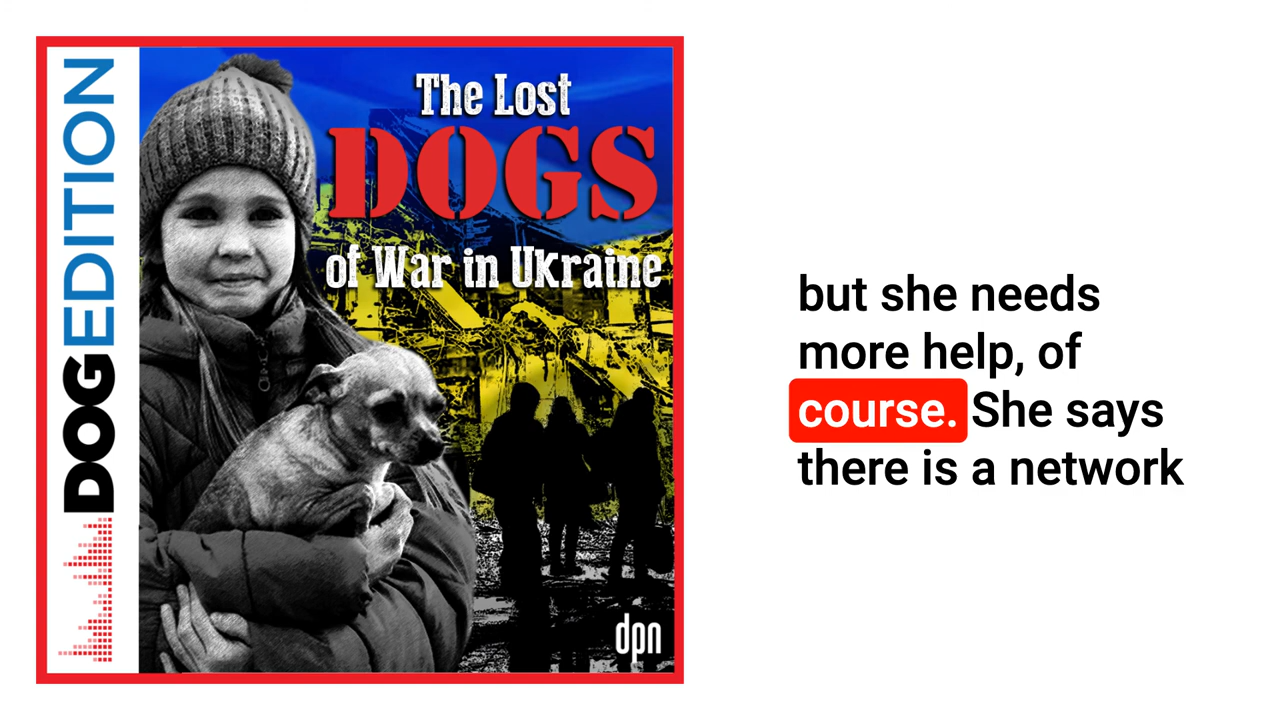 DOGEDITION
The Lost
DOGS
of War in Ukraine
dpn
but she needs
more help, of
course. She says
there is a network